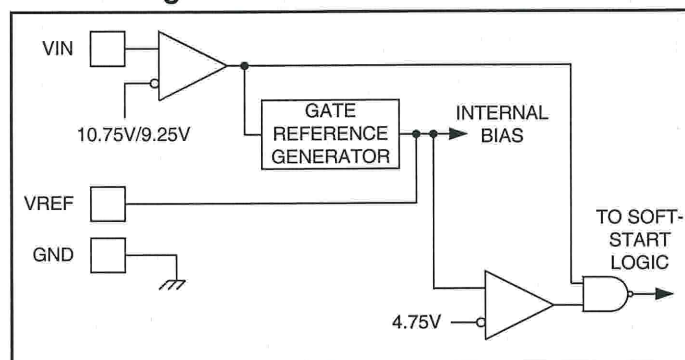 VIN
10.75V/9.25V
GATE
REFERENCE
GENERATOR
INTERNAL
BIAS
VREF
GND
TO SOFT-
START
LOGIC
4.75V